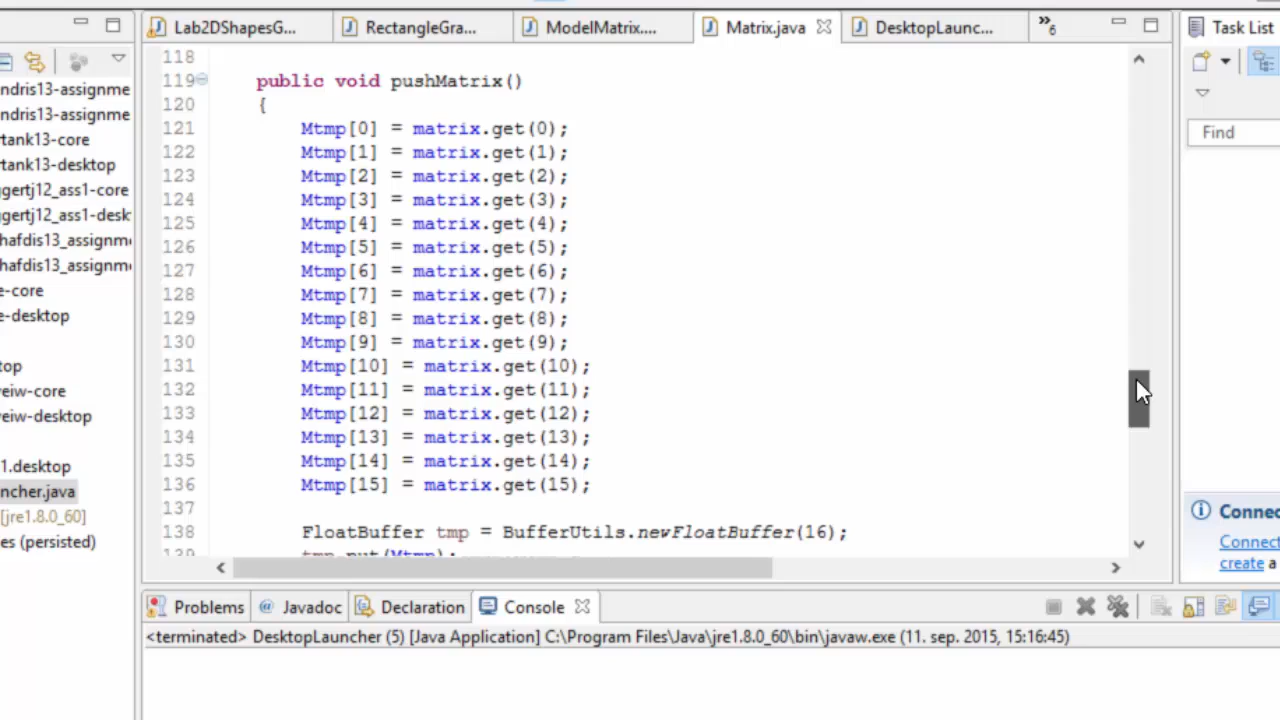 Lab2DShapesG... RectangleGra... ModelMatrix.... Matrix.java DesktopLaunc... »6 Task List
ndris13-assignme
ndris13-assignme
tank13-core
tank13-desktop
ggertj12_ass1-core
ggertj12_ass1-desk
hafdis13_assignm
hafdis13_assignm
e-core
e-desktop
top
eiw-core
eiw-desktop
1.desktop
ncher.java
[jre1.8.0_60]
es (persisted)
118
119 public void pushMatrix()
120 {
121 Mtmp[0] = matrix.get(0);
122 Mtmp[1] = matrix.get(1);
123 Mtmp[2] = matrix.get(2);
124 Mtmp[3] = matrix.get(3);
125 Mtmp[4] = matrix.get(4);
126 Mtmp[5] = matrix.get(5);
127 Mtmp[6] = matrix.get(6);
128 Mtmp[7] = matrix.get(7);
129 Mtmp[8] = matrix.get(8);
130 Mtmp[9] = matrix.get(9);
131 Mtmp[10] = matrix.get(10);
132 Mtmp[11] = matrix.get(11);
133 Mtmp[12] = matrix.get(12);
134 Mtmp[13] = matrix.get(13);
135 Mtmp[14] = matrix.get(14);
136 Mtmp[15] = matrix.get(15);
137
138 FloatBuffer tmp = BufferUtils.newFloatBuffer(16);
139 tmp.put(Mtmp);
Find
Connec
Connect
create a
Problems @ Javadoc Declaration Console
<terminated> DesktopLauncher (5) [Java Application] C:\Program Files\Java\jre1.8.0_60\bin\javaw.exe (11. sep. 2015, 15:16:45)